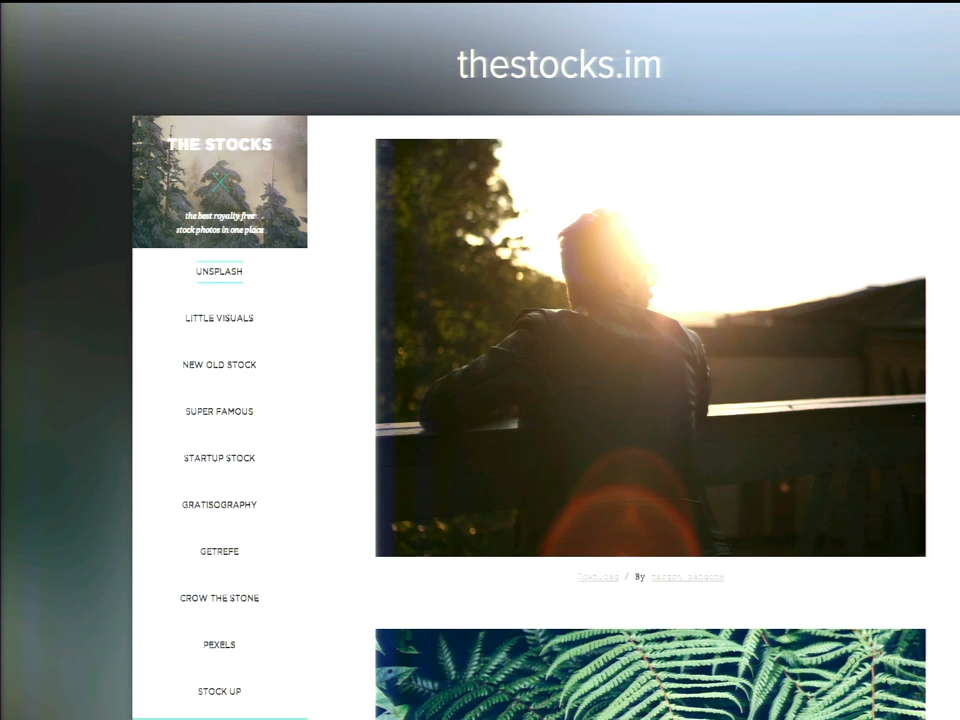 thestocks.im
THE STOCKS
the best royalty free
stock photos in one place
UNSPLASH
LITTLE VISUALS
NEW OLD STOCK
SUPER FAMOUS
STARTUP STOCK
GRATISOGRAPHY
GETREFE
CROW THE STONE
PEXELS
STOCK UP
Download / By